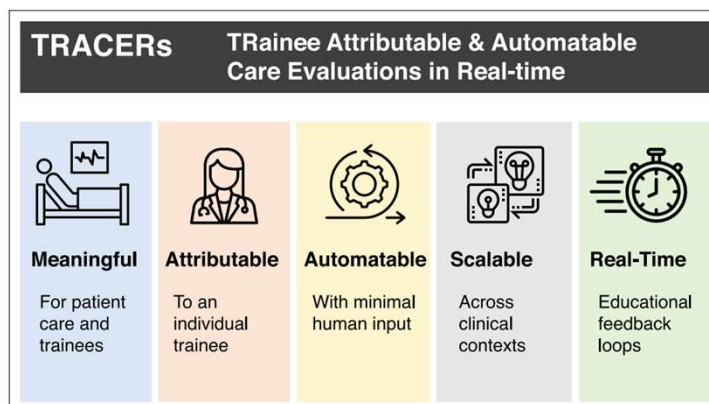 TRACERs
TRainee Attributable & Automatable
Care Evaluations in Real-time
Meaningful
For patient
care and
trainees
Attributable
To an
individual
trainee
Automatable
With minimal
human input
Scalable
Across
clinical
contexts
Real-Time
Educational
feedback
loops